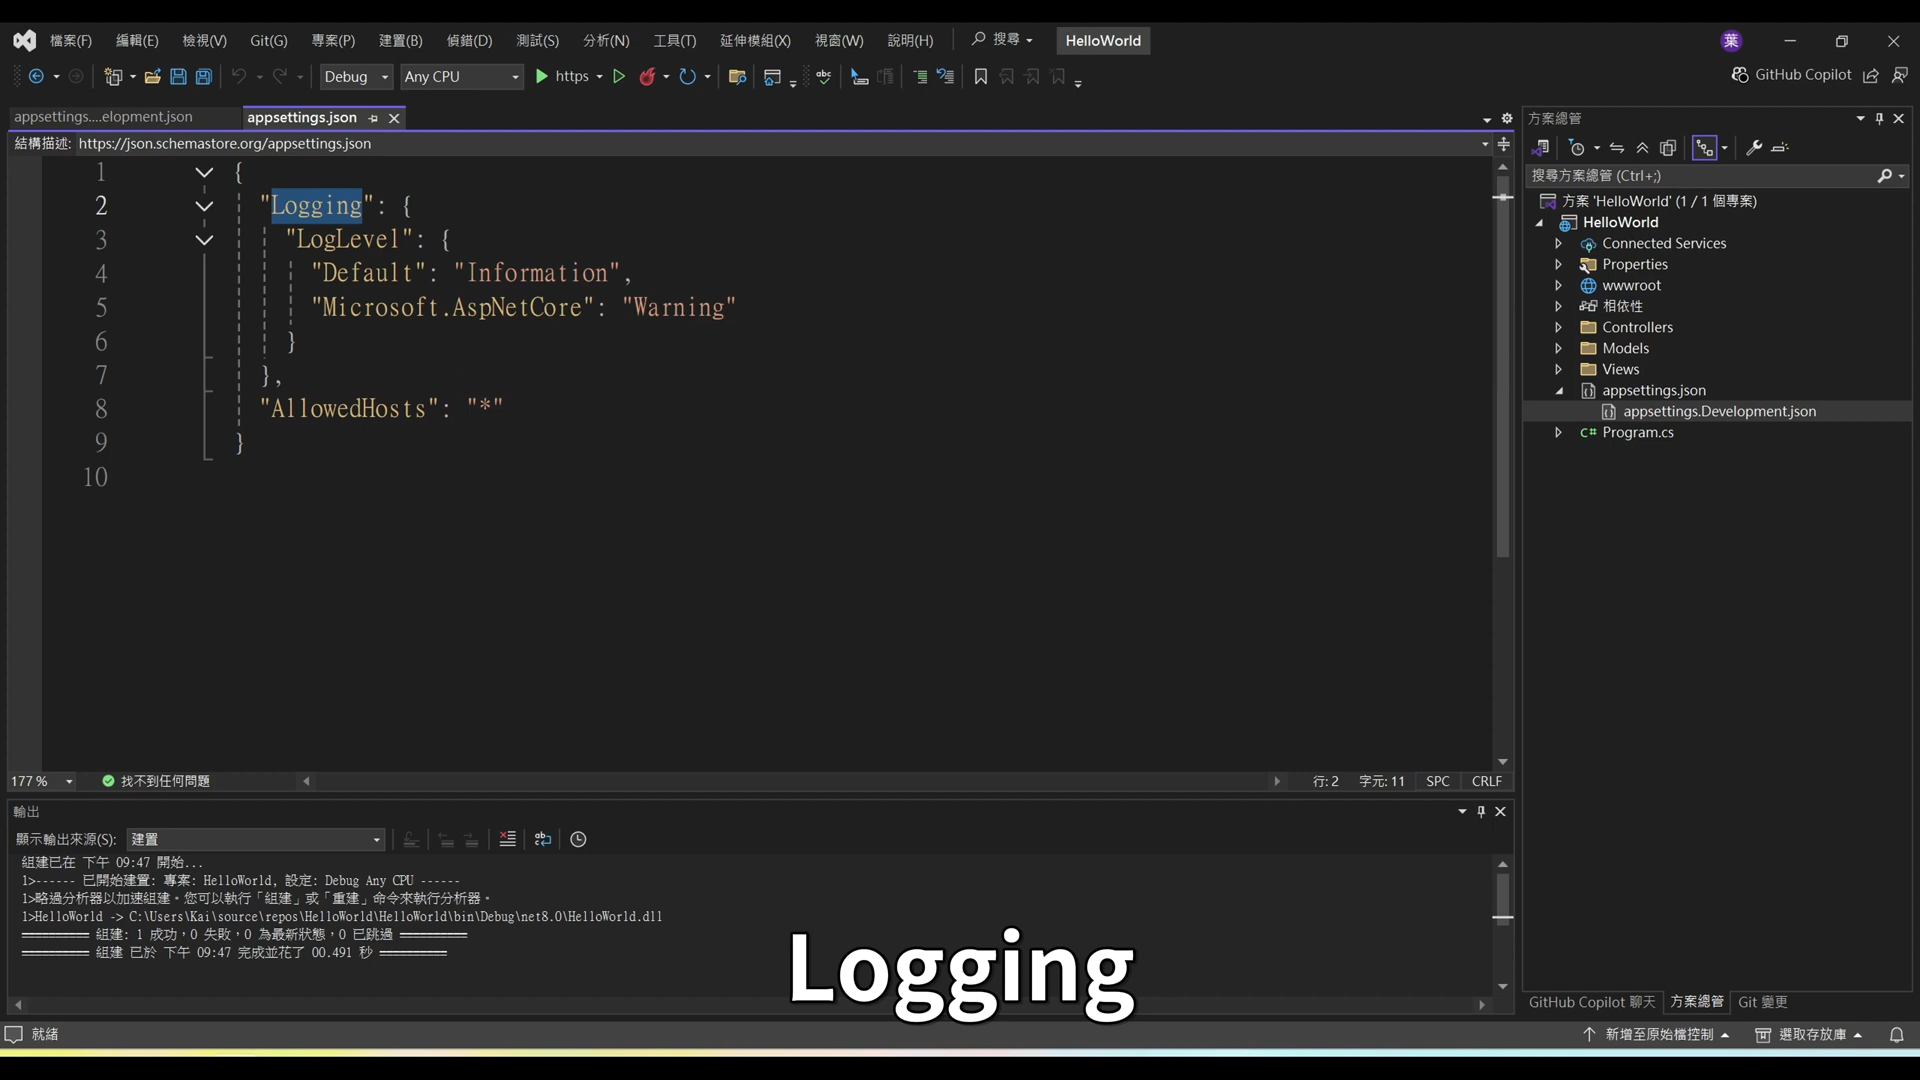 檔案(F) 編輯(E) 檢視(V) Git(G) 專案(P) 建置(B) 偵錯(D) 測試(S) 分析(N) 工具(T) 延伸模組(X) 視窗(W) 說明(H) 搜尋 HelloWorld 葉
Debug Any CPU https GitHub Copilot
appsettings....elopment.json appsettings.json
結構描述: https://json.schemastore.org/appsettings.json
1 {
2 "Logging": {
3 "LogLevel": {
4 "Default": "Information",
5 "Microsoft.AspNetCore": "Warning"
6 }
7 },
8 "AllowedHosts": "*"
9 }
10
177 % 找不到任何問題 行: 2 字元: 11 SPC CRLF
輸出
顯示輸出來源(S): 建置
組建已在 下午 09:47 開始...
1>------ 已開始建置: 專案: HelloWorld, 設定: Debug Any CPU ------
1>略過分析器以加速組建。您可以執行「組建」或「重建」命令來執行分析器。
1>HelloWorld -> C:\Users\Kai\source\repos\HelloWorld\HelloWorld\bin\Debug\net8.0\HelloWorld.dll
========== 組建: 1 成功，0 失敗，0 為最新狀態，0 已跳過 ==========
========== 組建 已於 下午 09:47 完成並花了 00.491 秒 ==========
Logging
方案總管
搜尋方案總管 (Ctrl+;)
方案 'HelloWorld' (1 / 1 個專案)
HelloWorld
Connected Services
Properties
wwwroot
相依性
Controllers
Models
Views
appsettings.json
appsettings.Development.json
C# Program.cs
GitHub Copilot 聊天 方案總管 Git 變更
就緒 新增至原始檔控制 選取存放庫